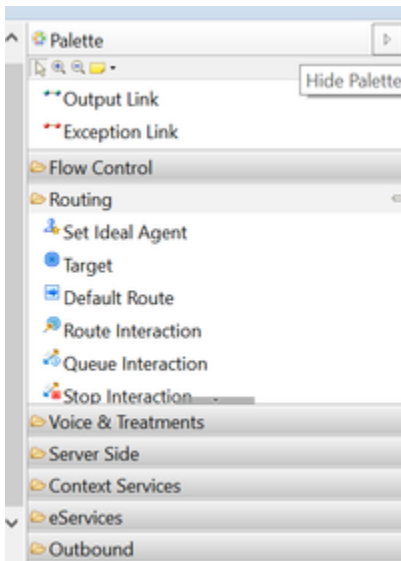 Palette
Hide Palette
Output Link
Exception Link
Flow Control
Routing
Set Ideal Agent
Target
Default Route
Route Interaction
Queue Interaction
Stop Interaction
Voice & Treatments
Server Side
Context Services
eServices
Outbound